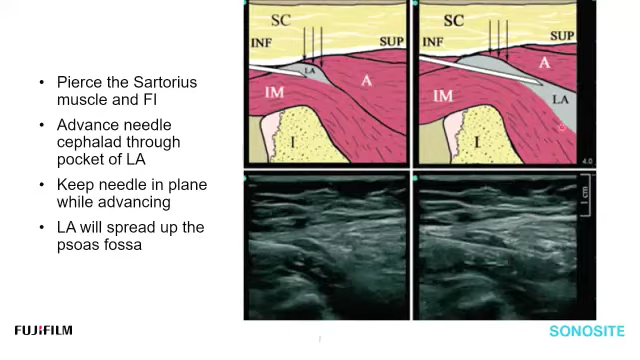 • Pierce the Sartorius
muscle and FI
• Advance needle
cephalad through
pocket of LA
• Keep needle in plane
while advancing
• LA will spread up the
psoas fossa
SC
INF
SUP
LA
A
IM
I
SC
INF
SUP
A
IM
LA
I
4.0
1 cm
FUJIFILM
SONOSITE